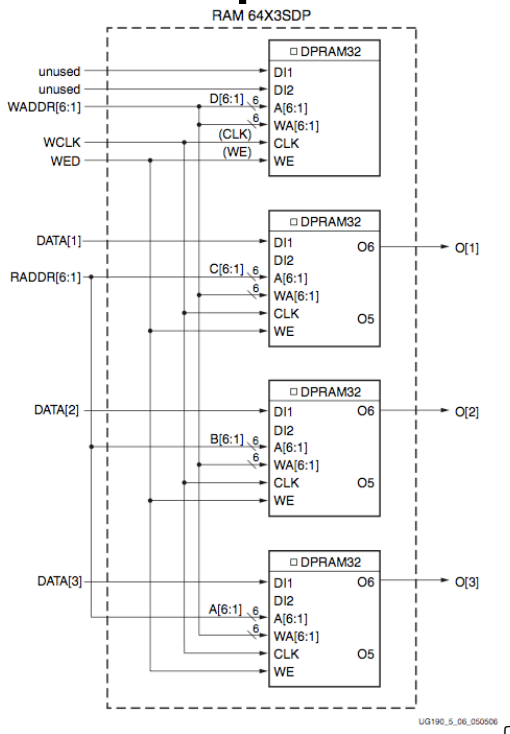 RAM 64X3SDP
DPRAM32
unused
DI1
unused
DI2
WADDR[6:1]
D[6:1]
6
A[6:1]
6
WA[6:1]
WCLK
(CLK)
CLK
WED
(WE)
WE
DPRAM32
DATA[1]
DI1
O6
O[1]
DI2
RADDR[6:1]
C[6:1]
6
A[6:1]
6
WA[6:1]
CLK
O5
WE
DPRAM32
DATA[2]
DI1
O6
O[2]
DI2
B[6:1]
6
A[6:1]
6
WA[6:1]
CLK
O5
WE
DPRAM32
DATA[3]
DI1
O6
O[3]
DI2
A[6:1]
6
A[6:1]
6
WA[6:1]
CLK
O5
WE
UG190_5_06_050506